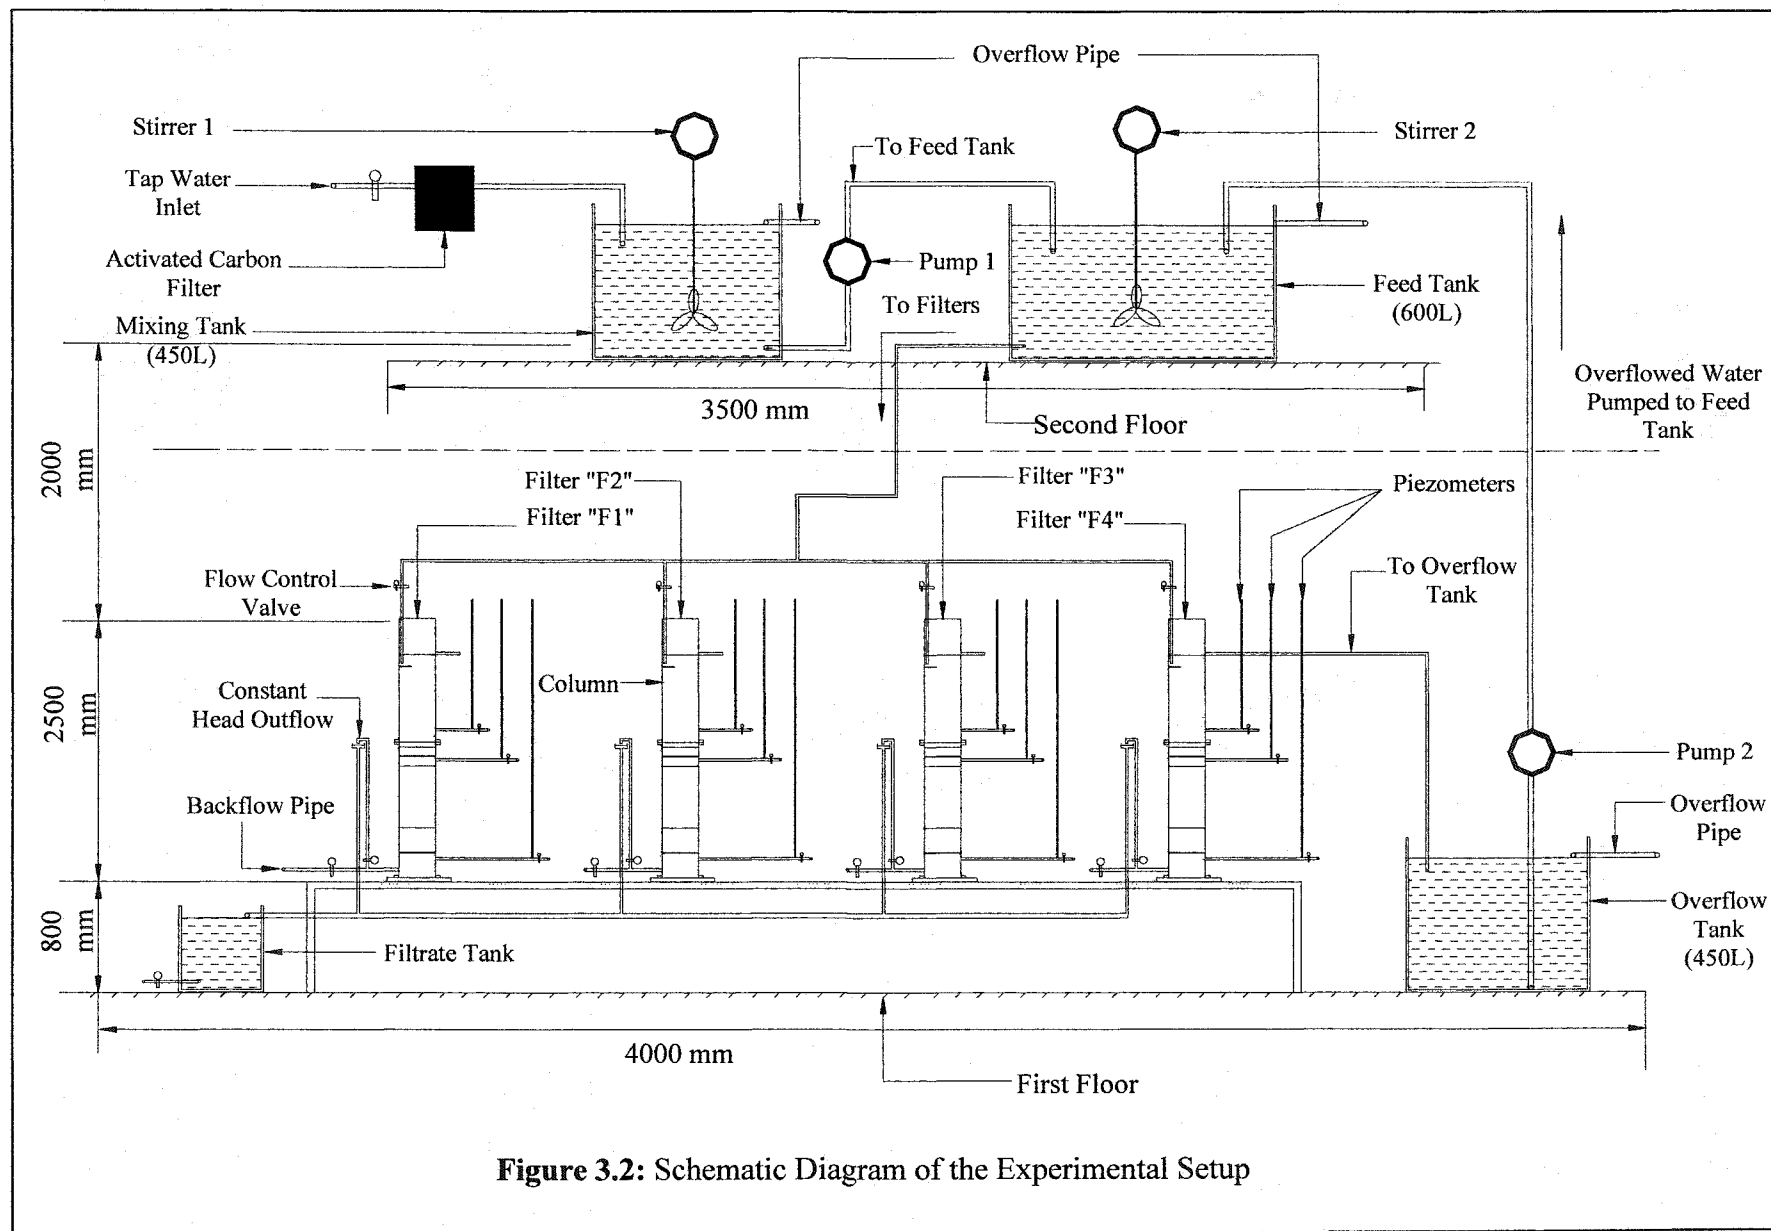 Overflow Pipe
Stirrer 1
Stirrer 2
To Feed Tank
Tap Water
Inlet
Activated Carbon
Filter
Pump 1
Feed Tank
(600L)
To Filters
Mixing Tank
(450L)
3500 mm
Second Floor
Overflowed Water
Pumped to Feed
Tank
2000
mm
Filter "F2"
Filter "F1"
Filter "F3"
Filter "F4"
Piezometers
Flow Control
Valve
To Overflow
Tank
2500
mm
Constant
Head Outflow
Column
Pump 2
Backflow Pipe
Overflow
Pipe
800
mm
Filtrate Tank
Overflow
Tank
(450L)
4000 mm
First Floor
Figure 3.2: Schematic Diagram of the Experimental Setup